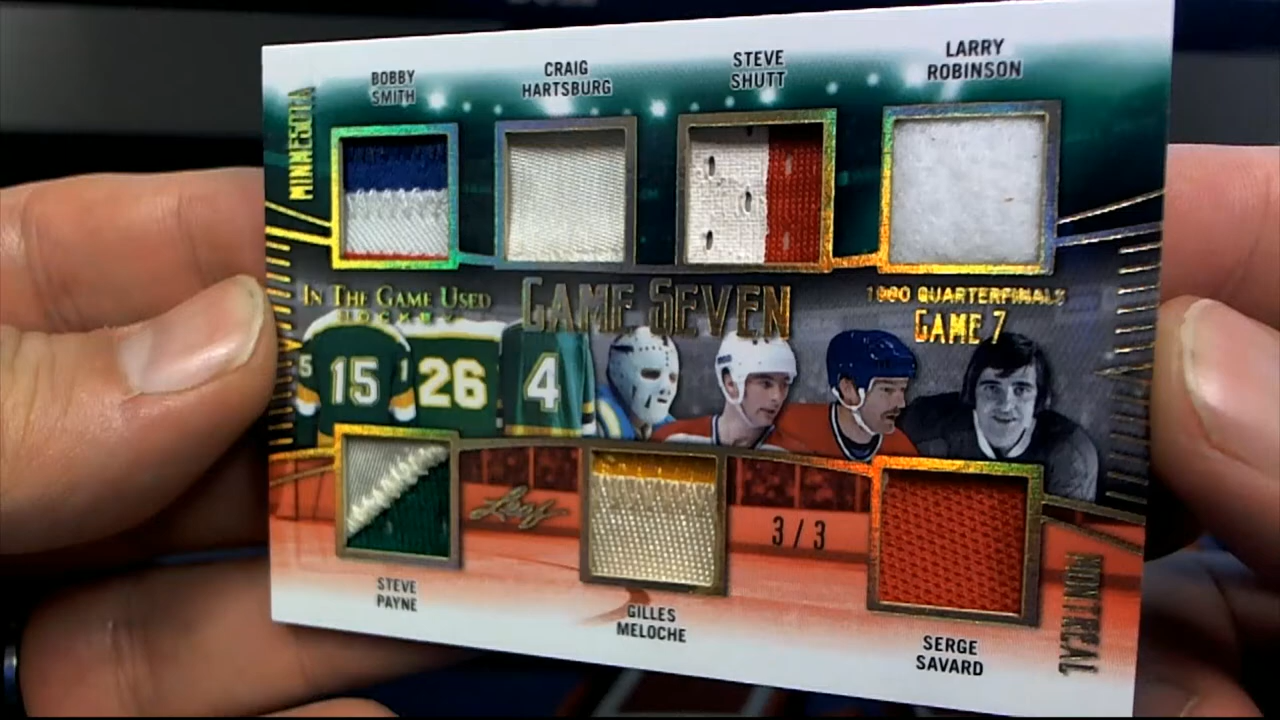 MINNESOTA
BOBBY
SMITH
CRAIG
HARTSBURG
STEVE
SHUTT
LARRY
ROBINSON
IN THE GAME USED
HOCKEY
GAME SEVEN
1980 QUARTERFINALS
GAME 7
15
26
4
Leaf
3 / 3
STEVE
PAYNE
GILLES
MELOCHE
SERGE
SAVARD
MONTREAL